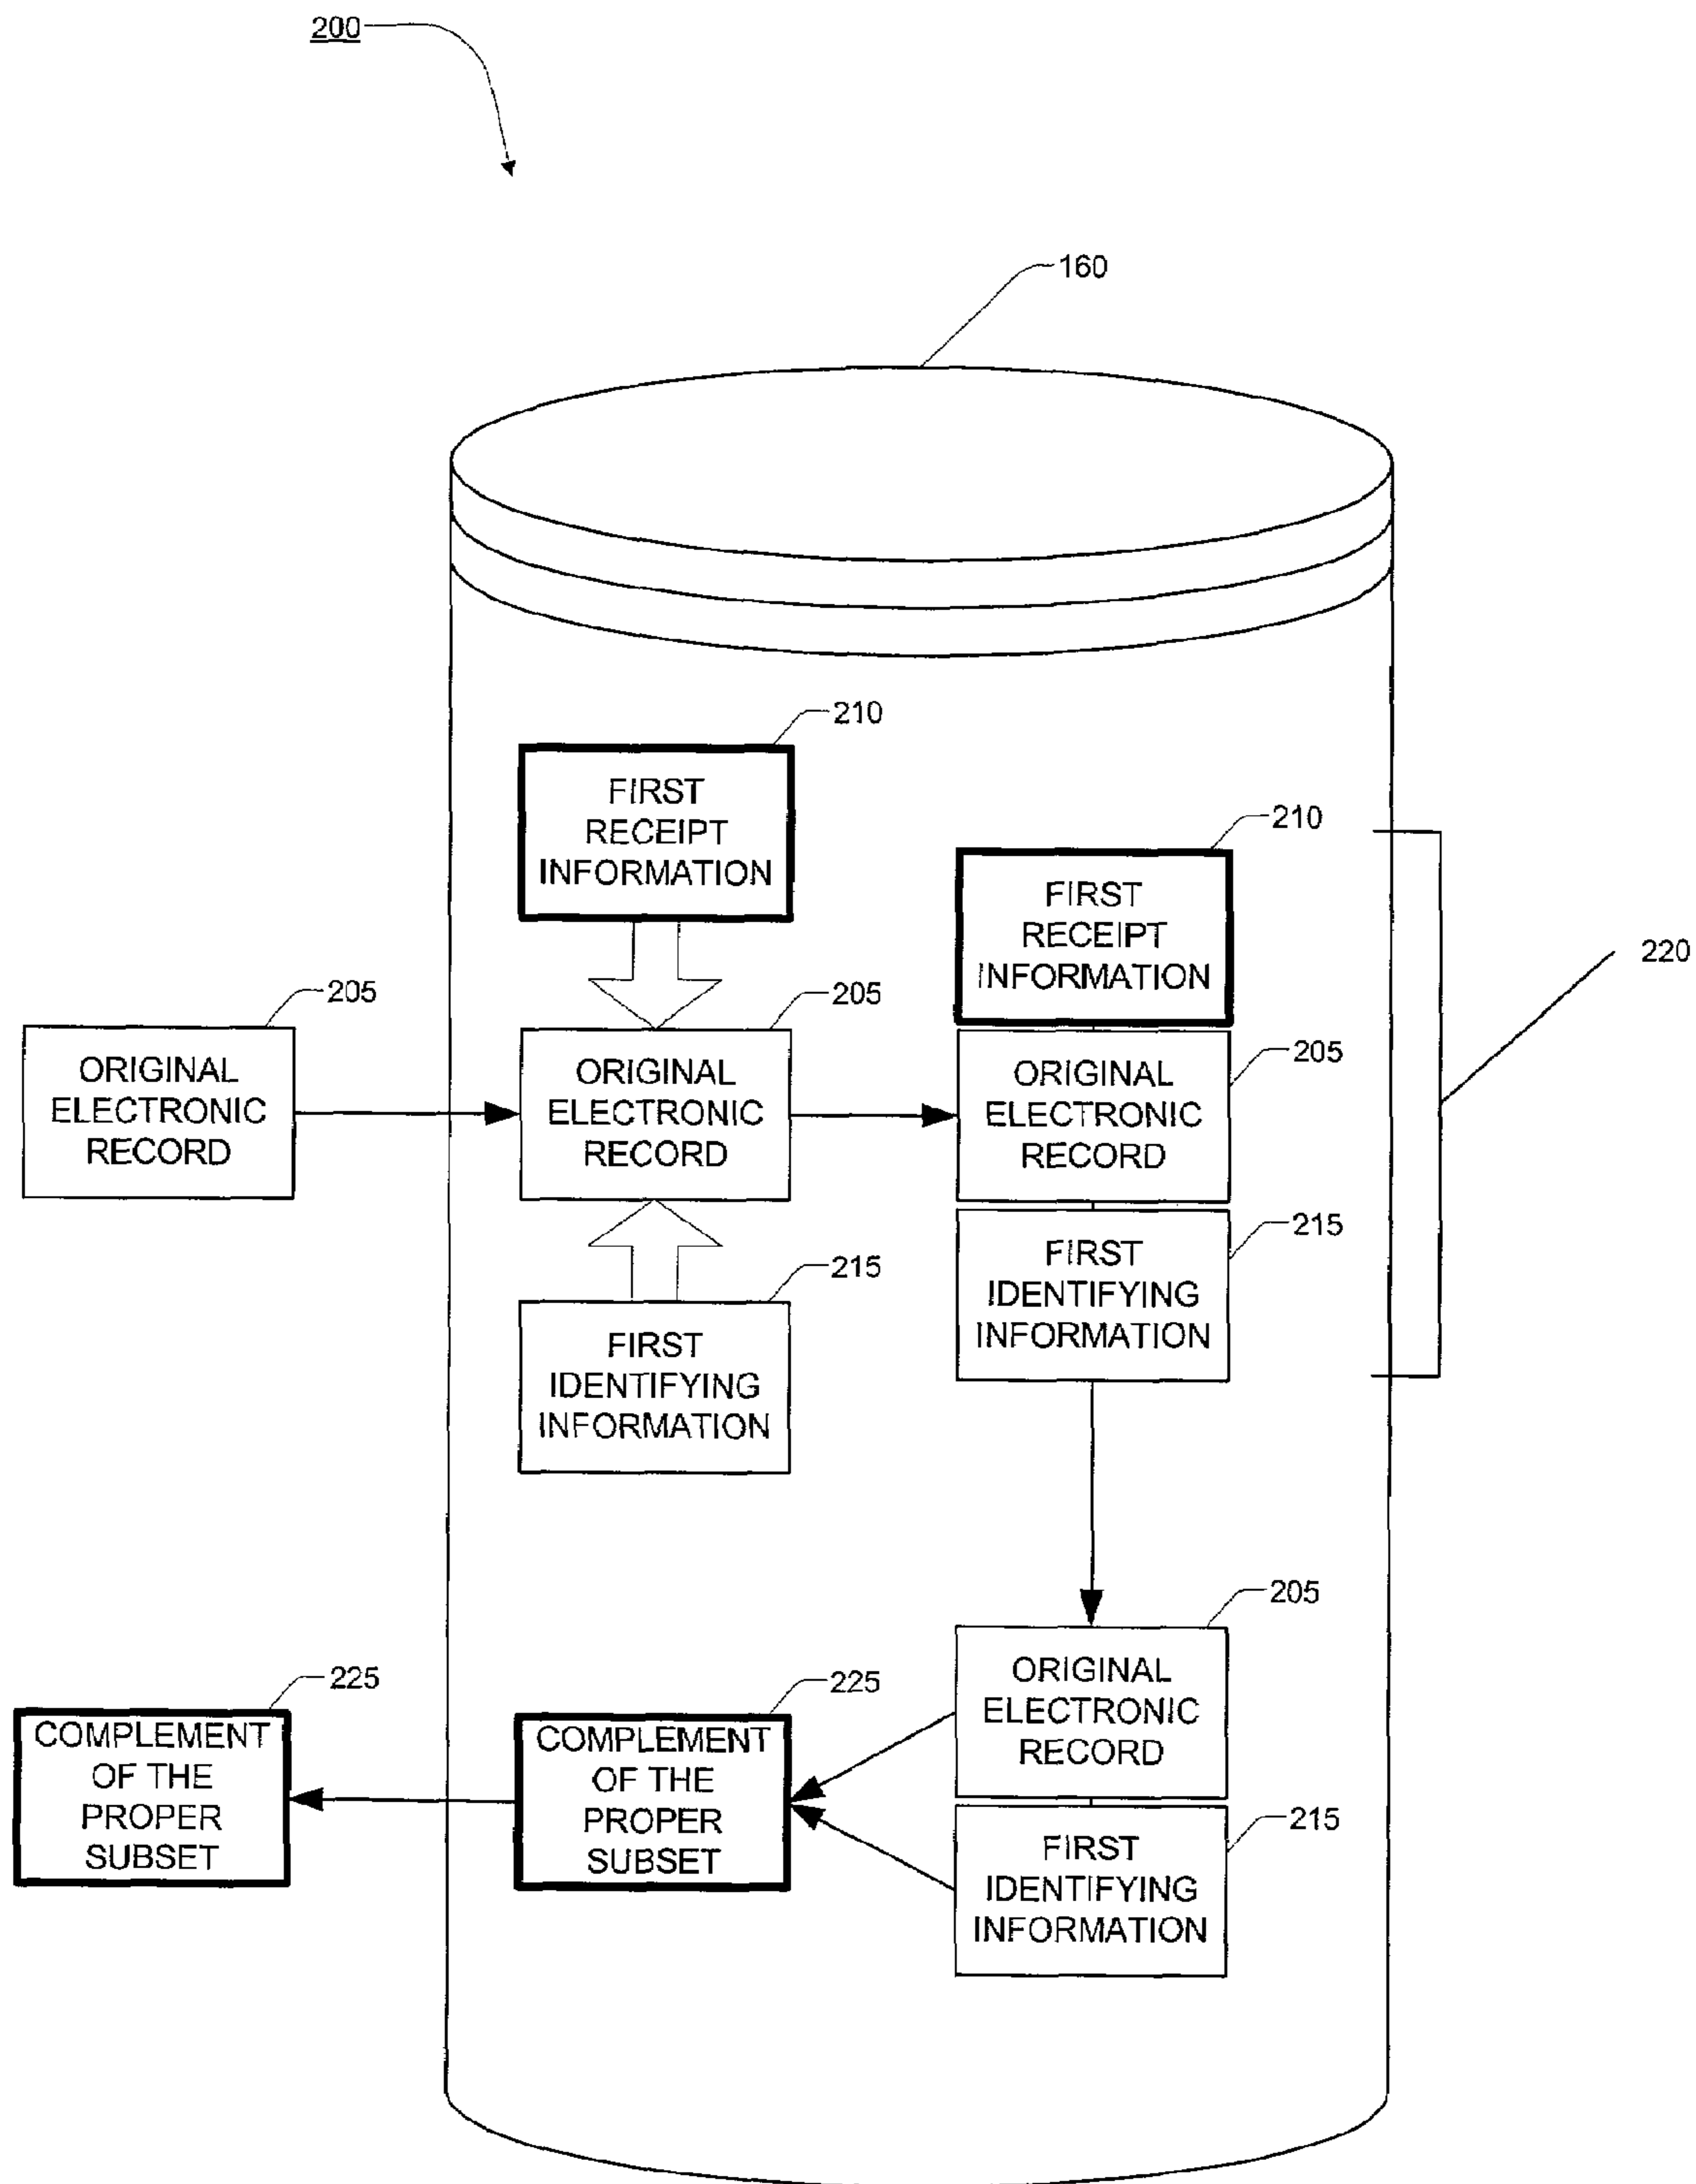 200
160
210
FIRST
RECEIPT
INFORMATION
210
FIRST
RECEIPT
INFORMATION
220
205
ORIGINAL
ELECTRONIC
RECORD
205
ORIGINAL
ELECTRONIC
RECORD
205
ORIGINAL
ELECTRONIC
RECORD
215
FIRST
IDENTIFYING
INFORMATION
215
FIRST
IDENTIFYING
INFORMATION
205
ORIGINAL
ELECTRONIC
RECORD
225
COMPLEMENT
OF THE
PROPER
SUBSET
225
COMPLEMENT
OF THE
PROPER
SUBSET
215
FIRST
IDENTIFYING
INFORMATION